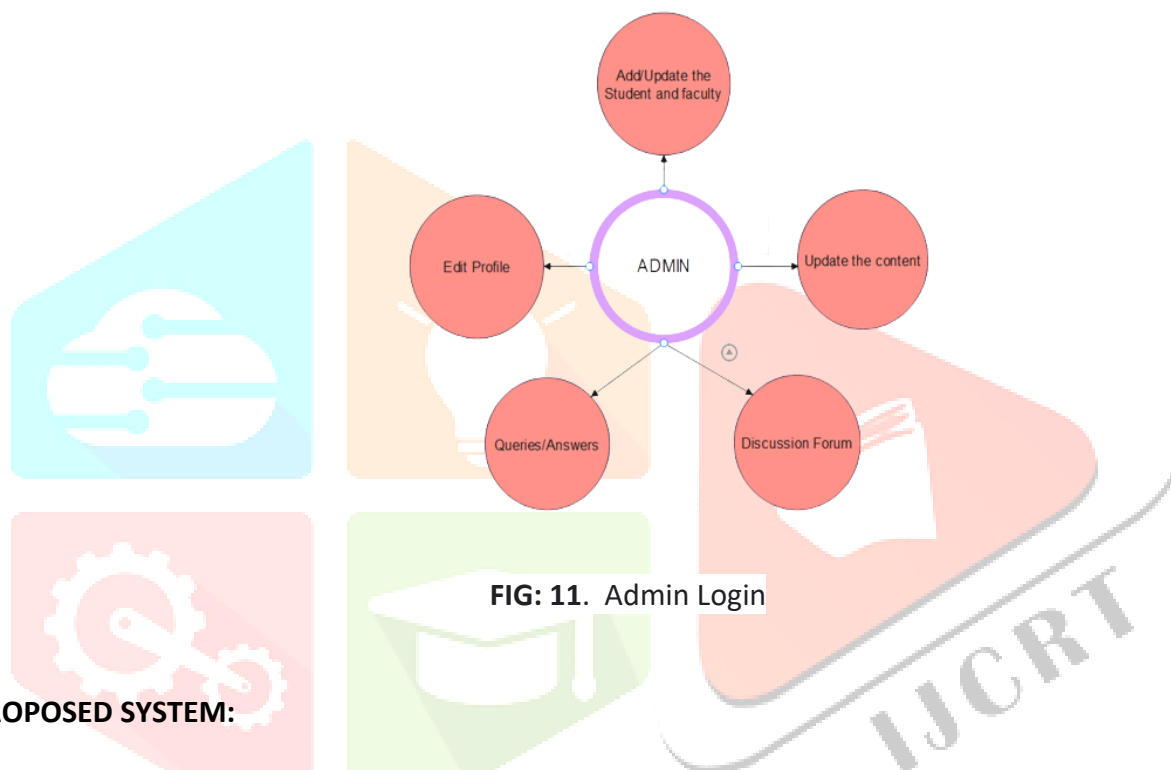 Add/Update the
Student and faculty
Edit Profile
ADMIN
Update the content
Queries/Answers
Discussion Forum
FIG: 11. Admin Login
OPOSED SYSTEM:
IJCRT